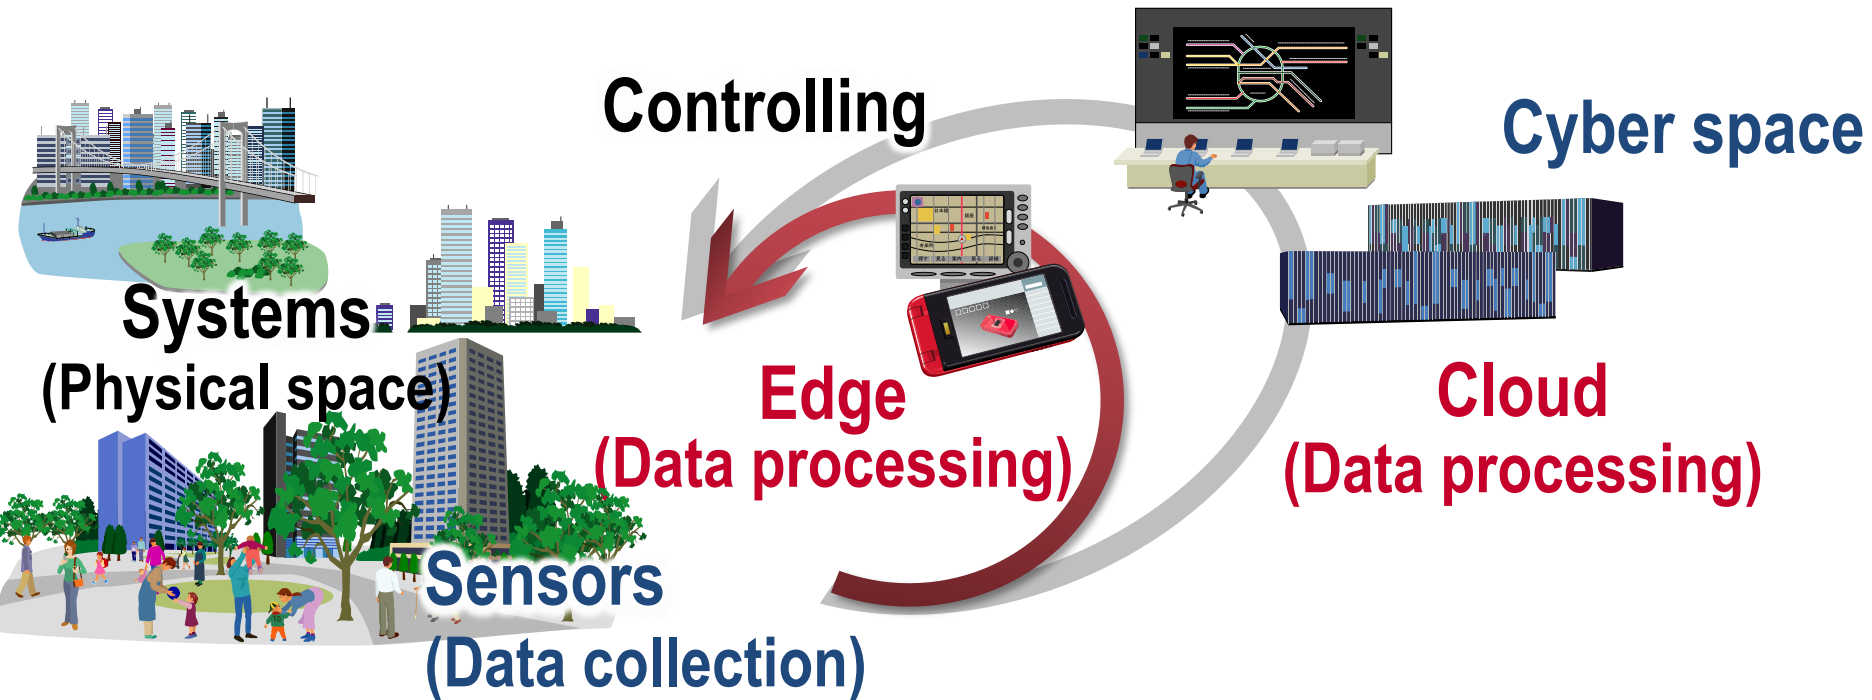 Controlling
Cyber space
Systems
(Physical space)
Edge
(Data processing)
Cloud
(Data processing)
Sensors
(Data collection)